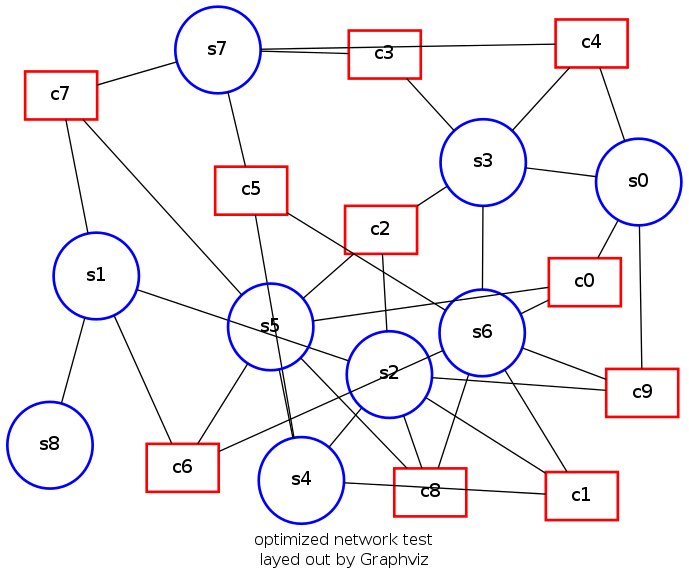 s7
c3
c4
c7
s3
s0
c5
c2
s1
c0
s5
s6
s2
c9
s8
c6
s4
c8
c1
optimized network test
layed out by Graphviz